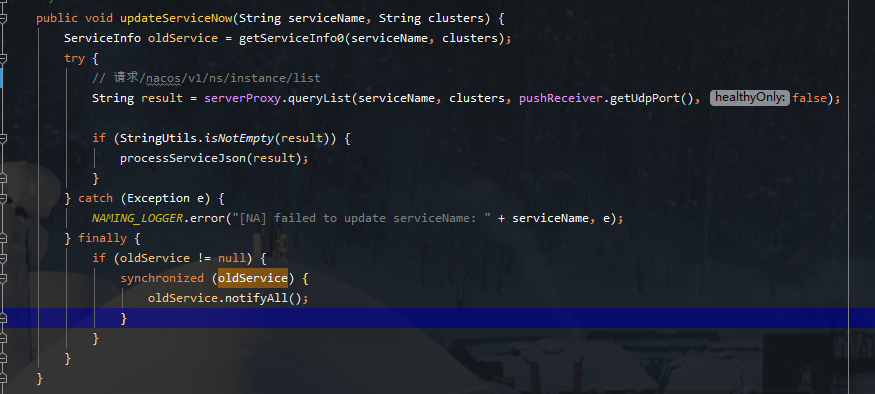 public void updateServiceNow(String serviceName, String clusters) {
ServiceInfo oldService = getServiceInfo0(serviceName, clusters);
try {
// 请求/nacos/v1/ns/instance/list
String result = serverProxy.queryList(serviceName, clusters, pushReceiver.getUdpPort(), healthyOnly: false);
if (StringUtils.isNotEmpty(result)) {
processServiceJson(result);
}
} catch (Exception e) {
NAMING_LOGGER.error("[NA] failed to update serviceName: " + serviceName, e);
} finally {
if (oldService != null) {
synchronized (oldService) {
oldService.notifyAll();
}
}
}
}